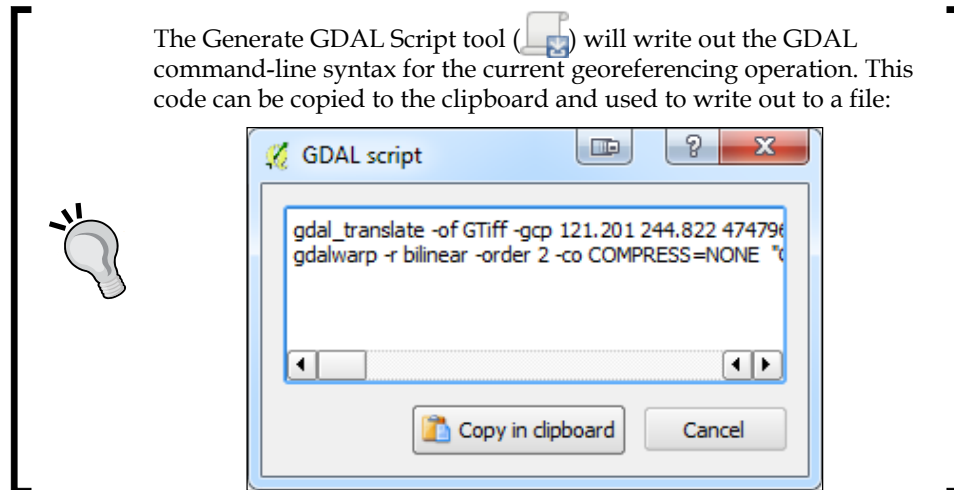 The Generate GDAL Script tool ( ) will write out the GDAL
command-line syntax for the current georeferencing operation. This
code can be copied to the clipboard and used to write out to a file:
GDAL script
gdal_translate -of GTiff -gcp 121.201 244.822 474796
gdalwarp -r bilinear -order 2 -co COMPRESS=NONE "
Copy in clipboard
Cancel